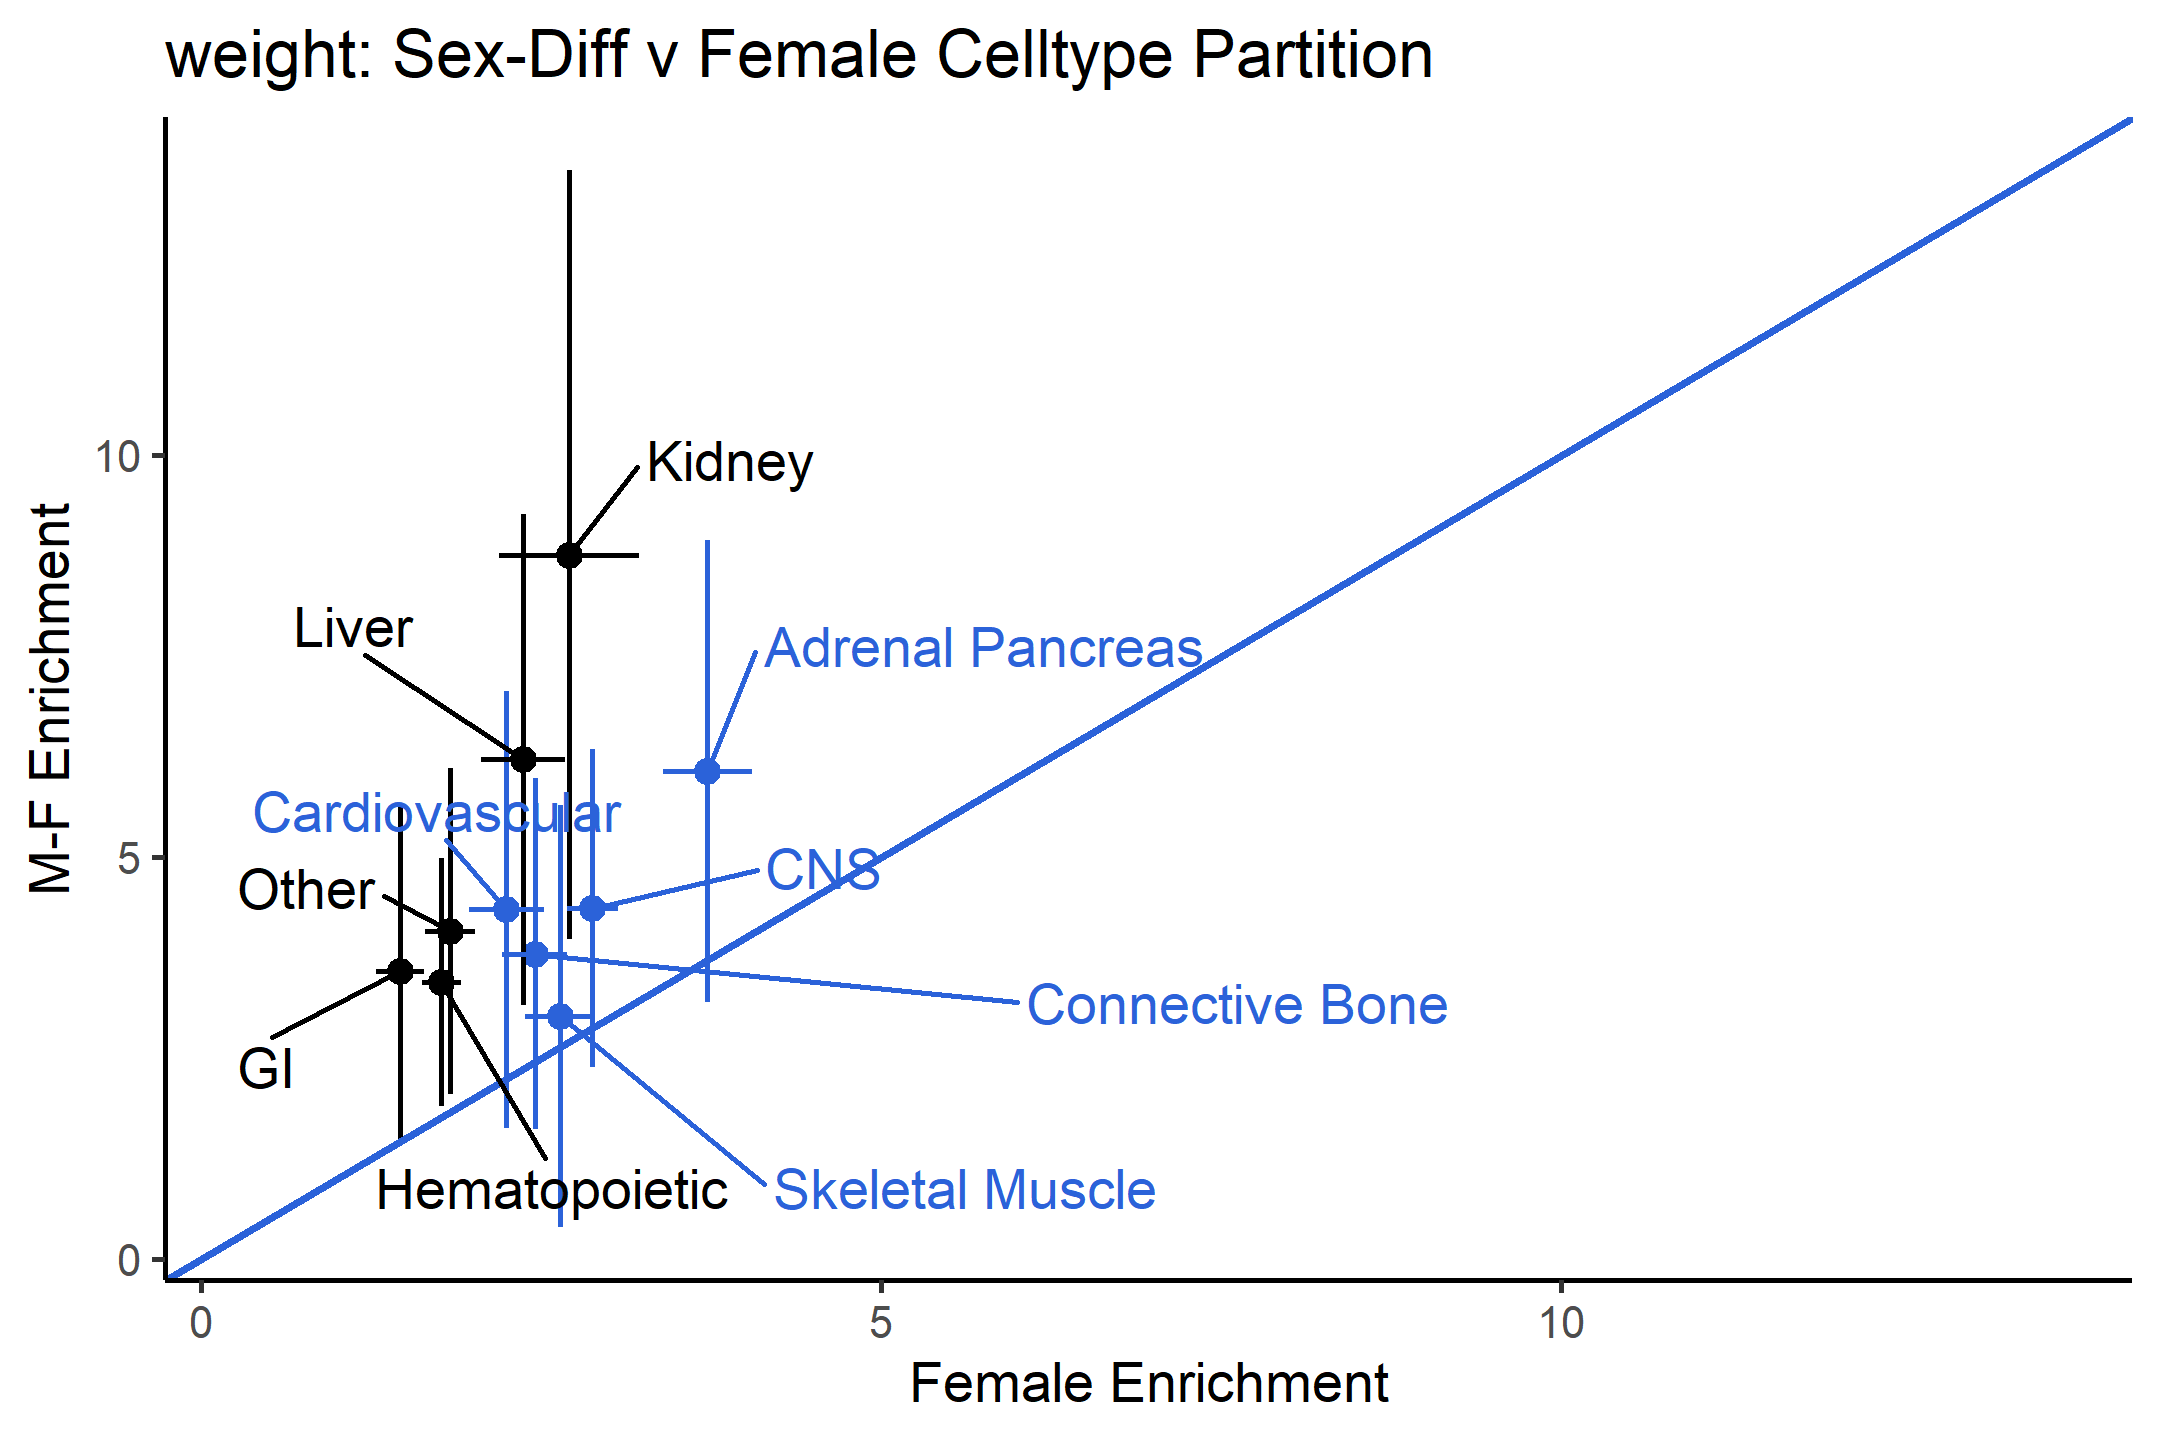 weight: Sex-Diff v Female Celltype Partition
M-F Enrichment
10
5
0
Kidney
Liver
Adrenal Pancreas
Cardiovascular
CNS
Other
Connective Bone
GI
Hematopoietic
Skeletal Muscle
0
5
10
Female Enrichment